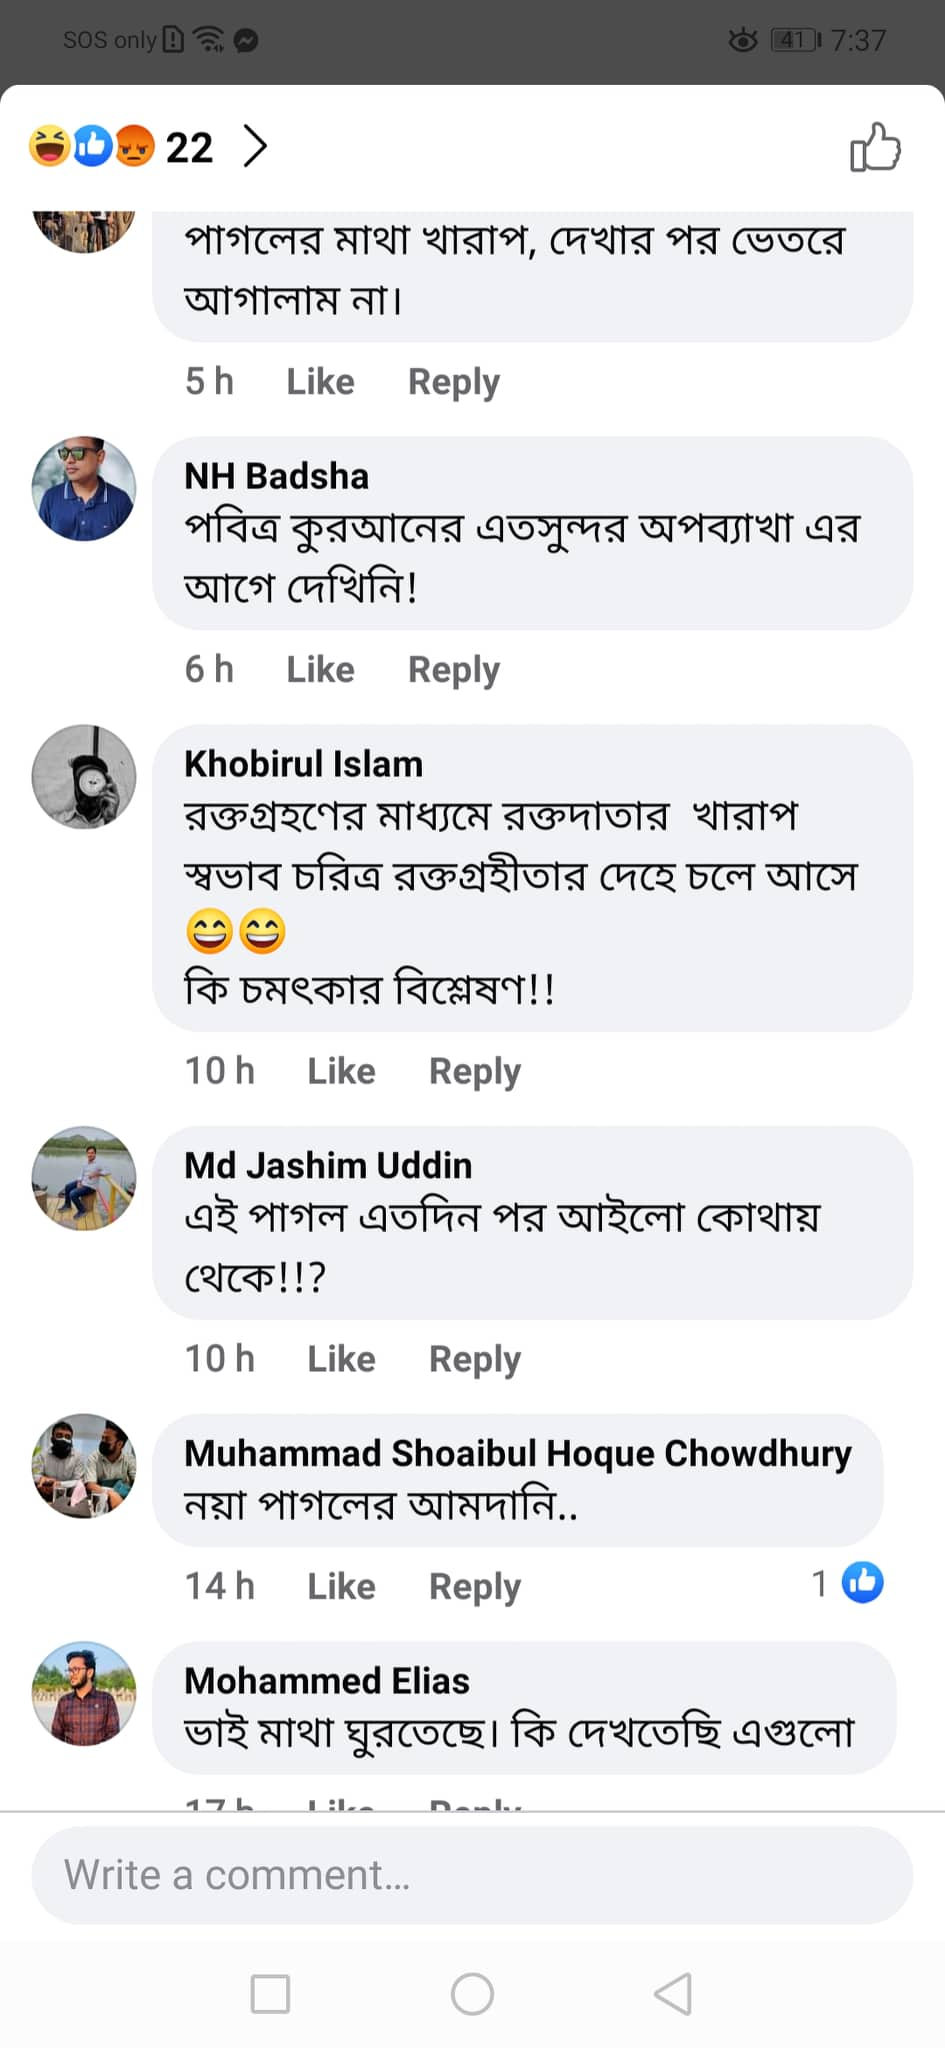 SOS only 41 7:37
22
পাগলের মাথা খারাপ, দেখার পর ভেতরে
আগালাম না।
5 h Like Reply
NH Badsha
পবিত্র কুরআনের এতসুন্দর অপব্যাখা এর
আগে দেখিনি!
6 h Like Reply
Khobirul Islam
রক্তগ্রহণের মাধ্যমে রক্তদাতার খারাপ
স্বভাব চরিত্র রক্তগ্রহীতার দেহে চলে আসে
😄😄
কি চমৎকার বিশ্লেষণ!!
10 h Like Reply
Md Jashim Uddin
এই পাগল এতদিন পর আইলো কোথায়
থেকে!!?
10 h Like Reply
Muhammad Shoaibul Hoque Chowdhury
নয়া পাগলের আমদানি..
14 h Like Reply 1
Mohammed Elias
ভাই মাথা ঘুরতেছে। কি দেখতেছি এগুলো
17 h Like Reply
Write a comment...